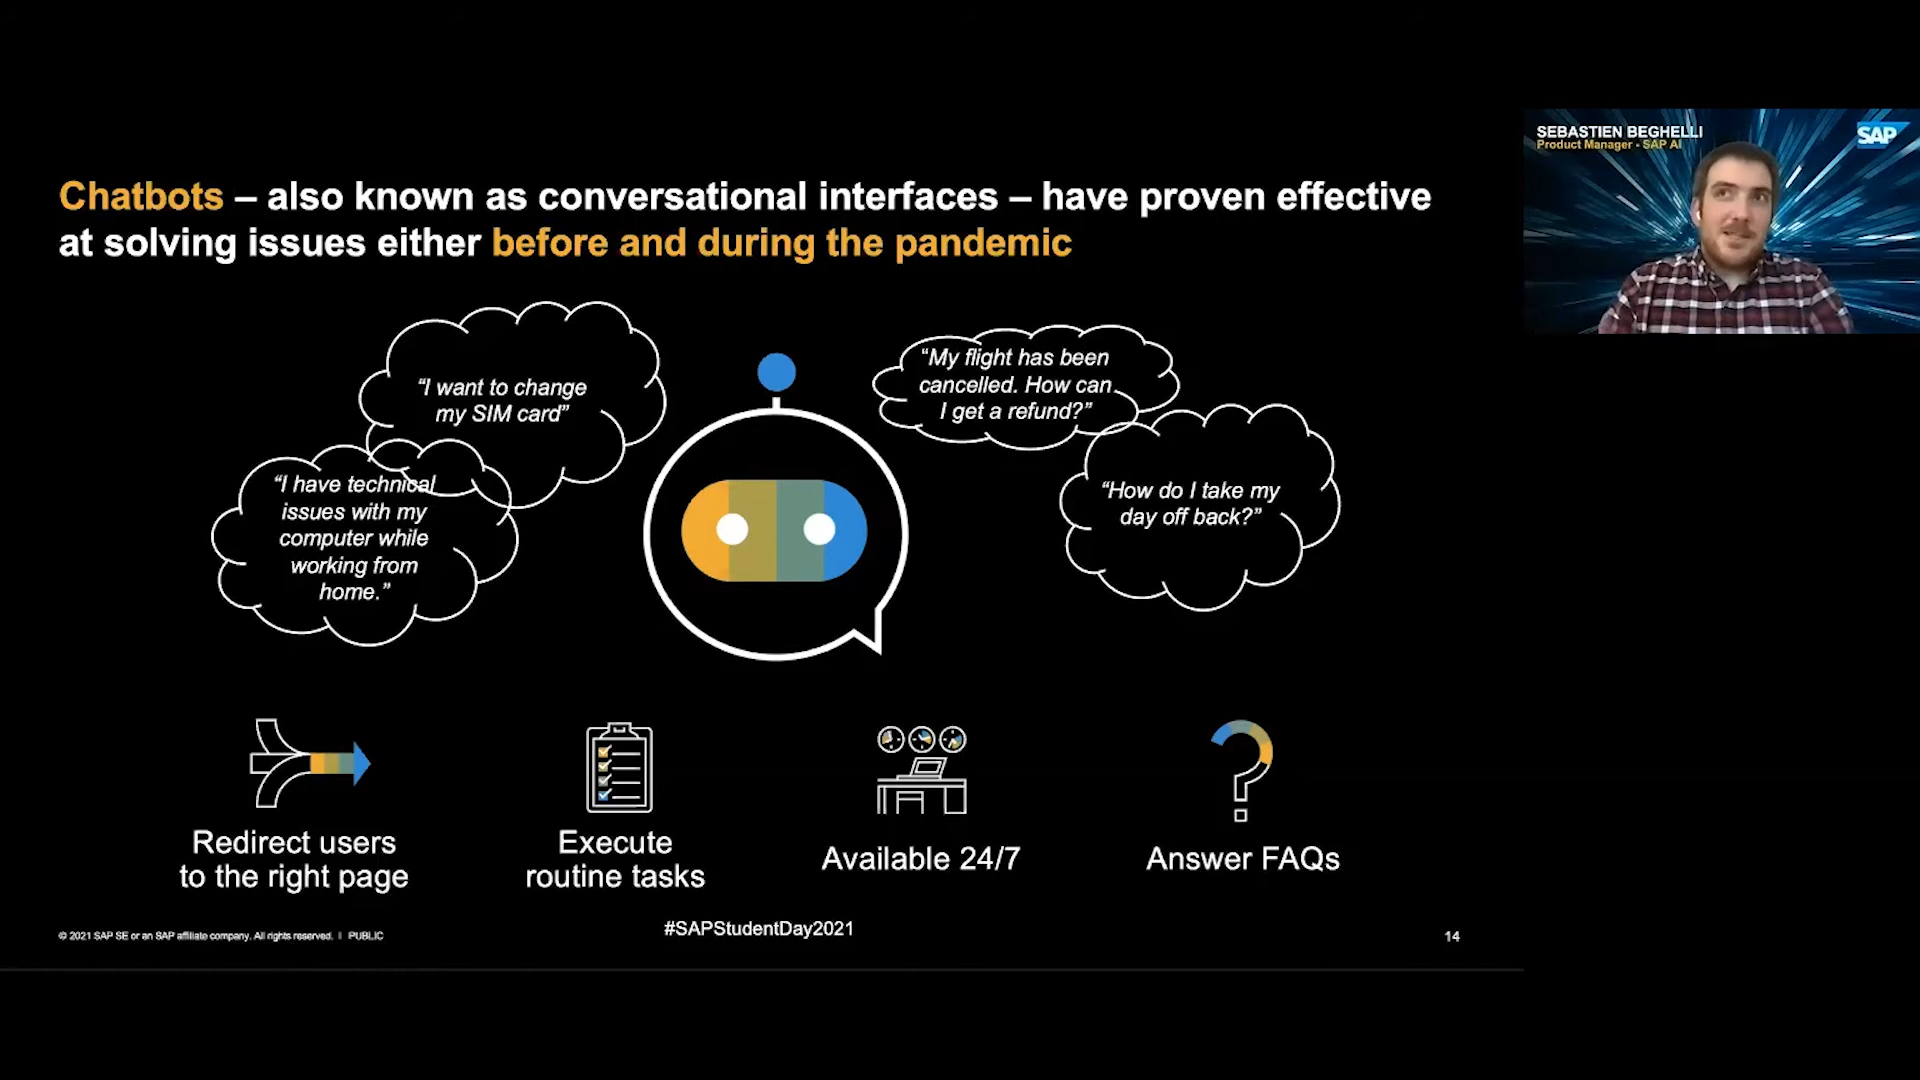 SEBASTIEN BEGHELLI
Product Manager - SAP AI
SAP
Chatbots – also known as conversational interfaces – have proven effective
at solving issues either before and during the pandemic
“I want to change
my SIM card”
“I have technical
issues with my
computer while
working from
home.”
“My flight has been
cancelled. How can
I get a refund?”
“How do I take my
day off back?”
Redirect users
to the right page
Execute
routine tasks
Available 24/7
Answer FAQs
© 2021 SAP SE or an SAP affiliate company. All rights reserved. I PUBLIC
#SAPStudentDay2021
14